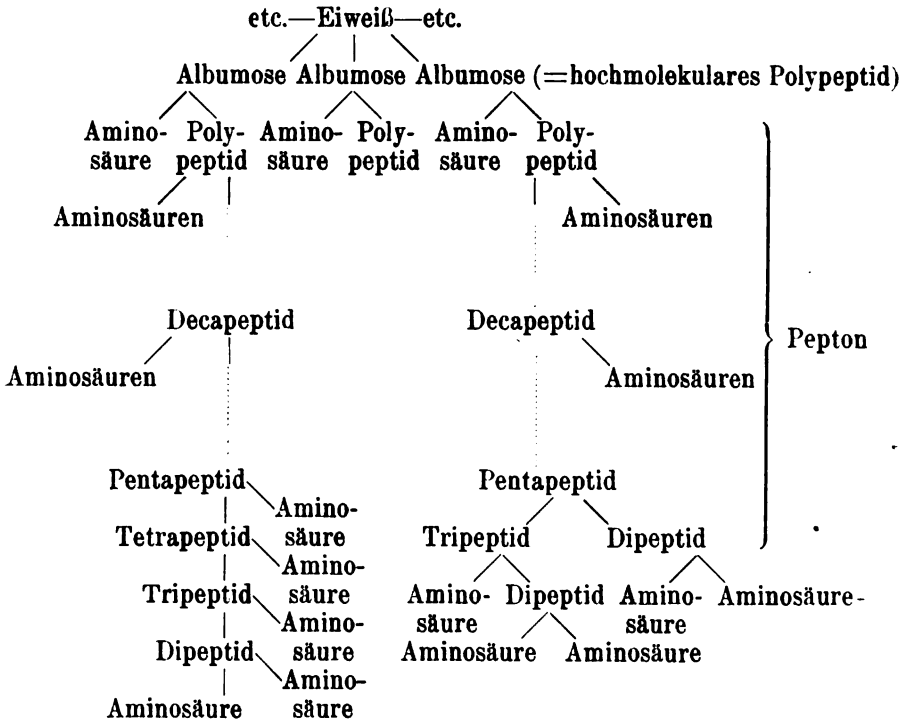 etc.—Eiweiß—etc.
Albumose Albumose Albumose (=hochmolekulares Polypeptid)
Amino- Poly- Amino- Poly- Amino- Poly-
säure peptid säure peptid säure peptid
Aminosäuren Aminosäuren
Decapeptid Decapeptid
Pepton
Aminosäuren Aminosäuren
Pentapeptid Pentapeptid
Amino-
Tetrapeptid säure Tripeptid Dipeptid
Amino-
Tripeptid säure Amino- Dipeptid Amino- Aminosäure-
Amino- säure säure
Dipeptid säure Aminosäure Aminosäure
Amino-
Aminosäure säure